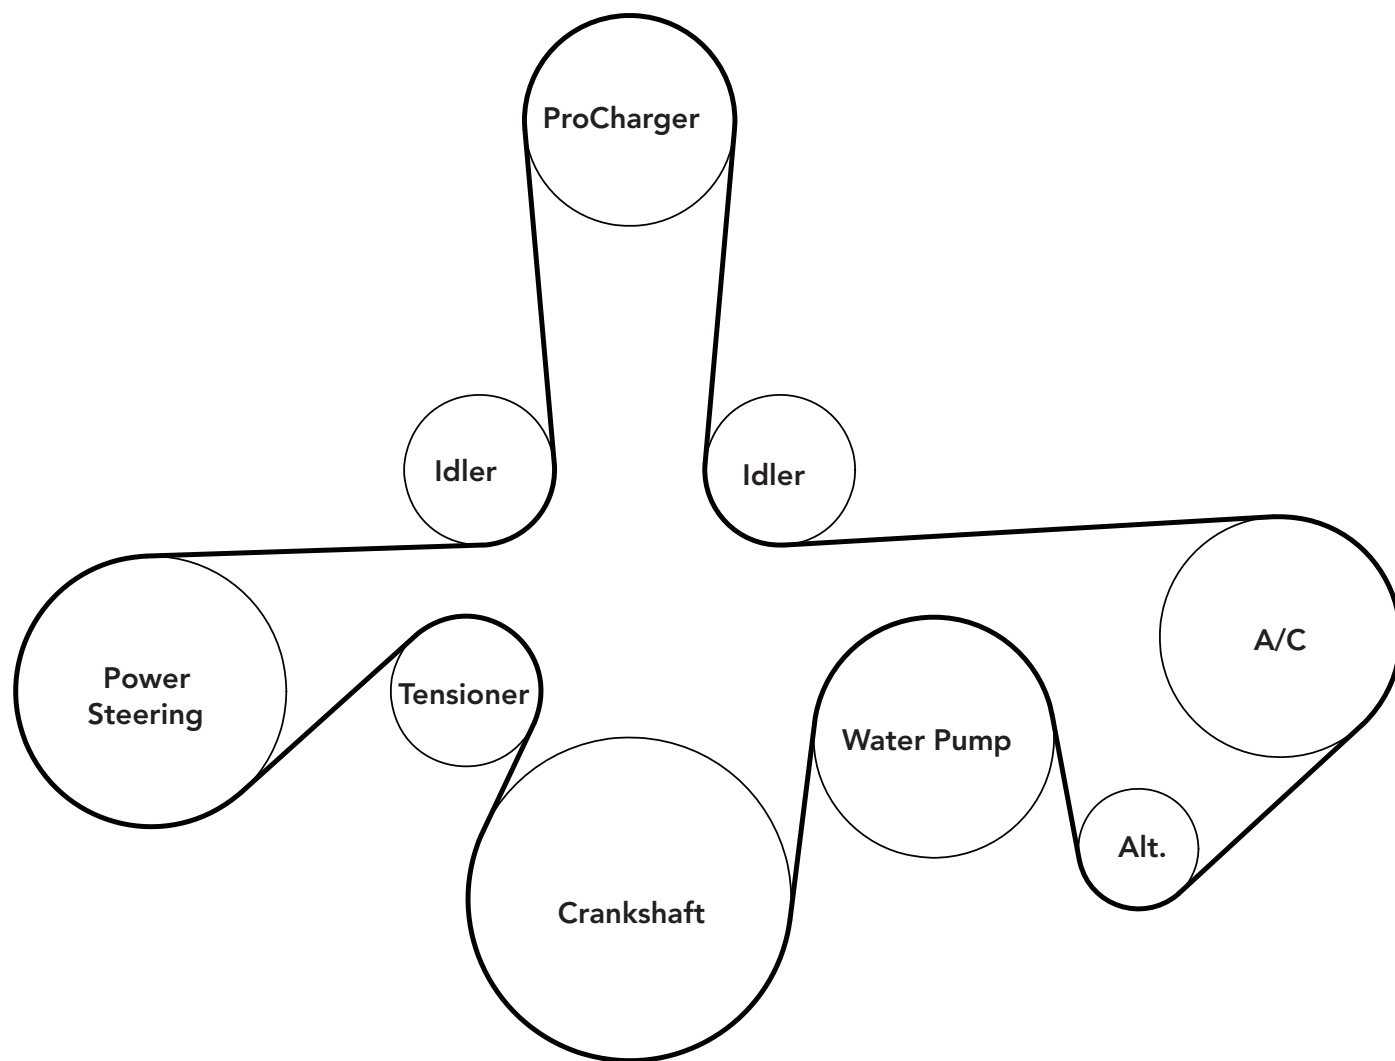 ProCharger
Idler
Idler
A/C
Power
Steering
Tensioner
Water Pump
Alt.
Crankshaft